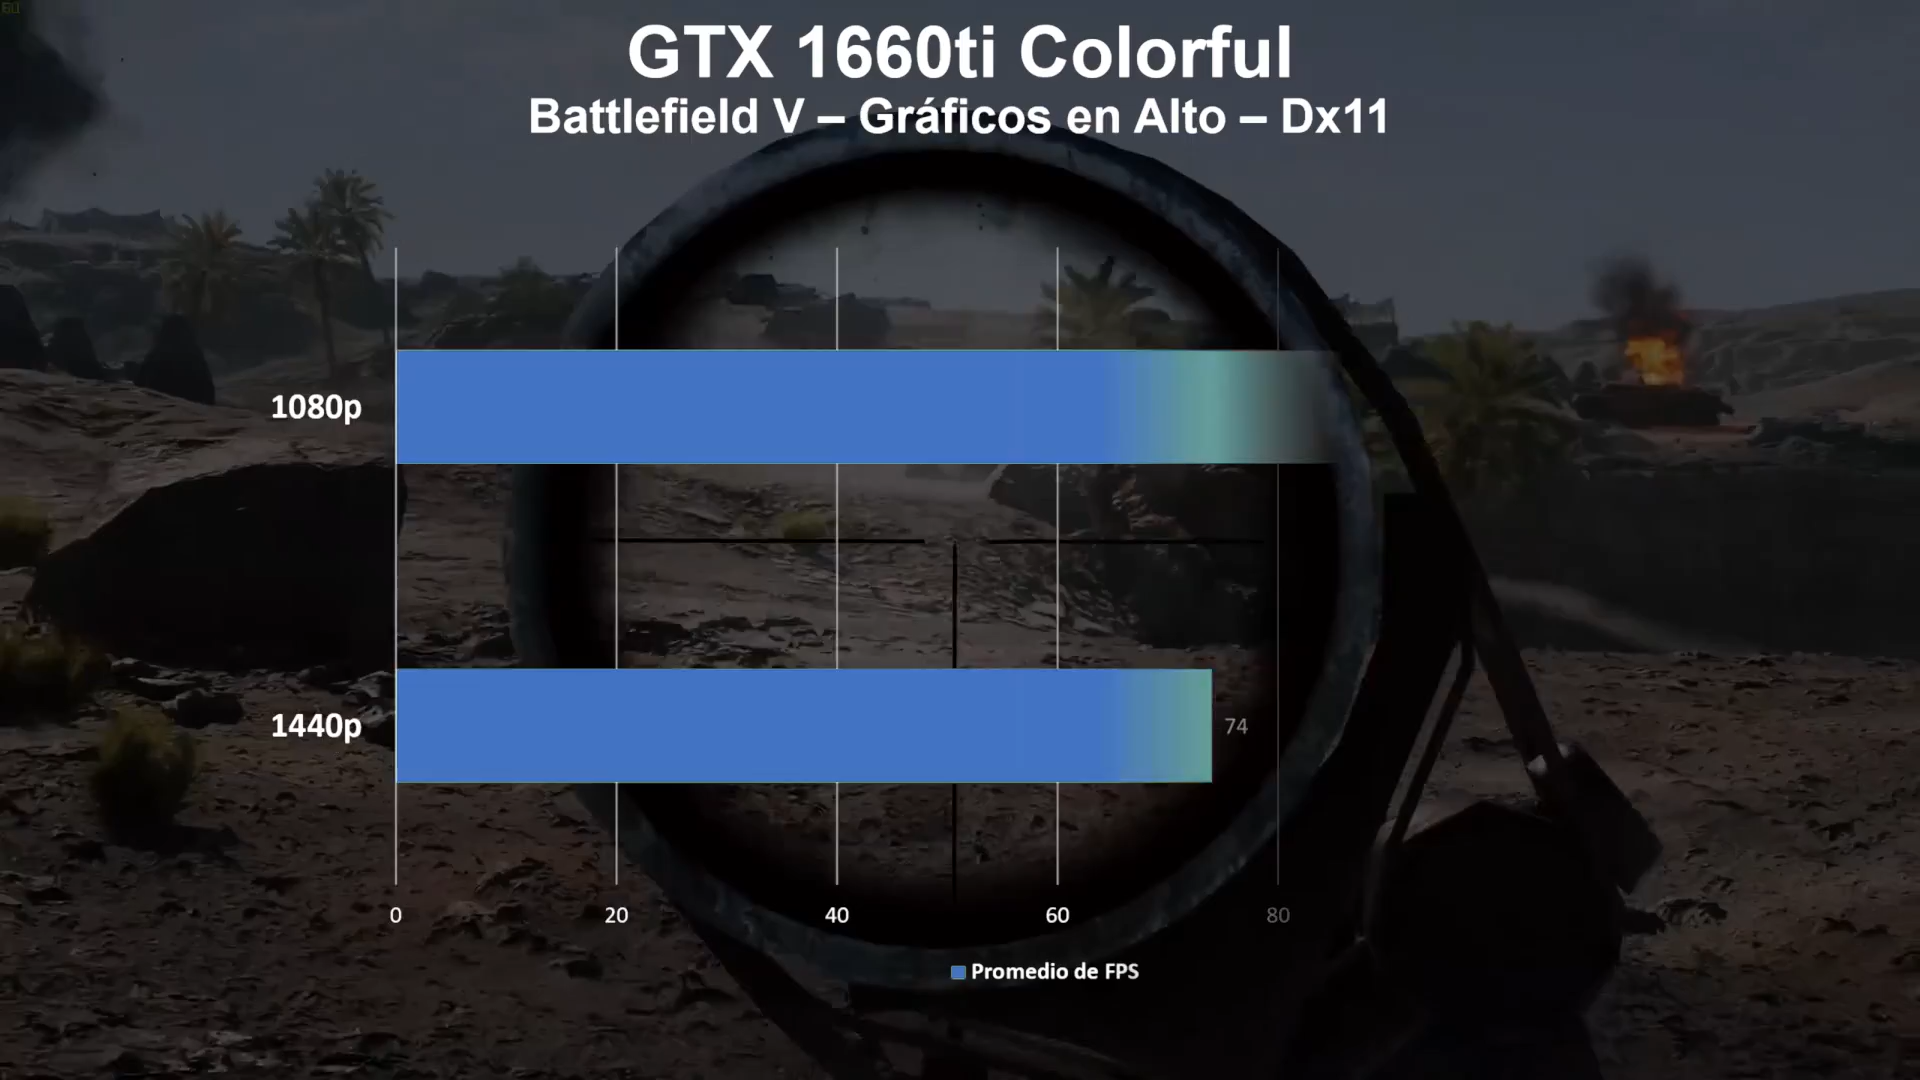 GTX 1660ti Colorful
Battlefield V – Gráficos en Alto – Dx11
1080p
1440p
74
0 20 40 60 80
Promedio de FPS